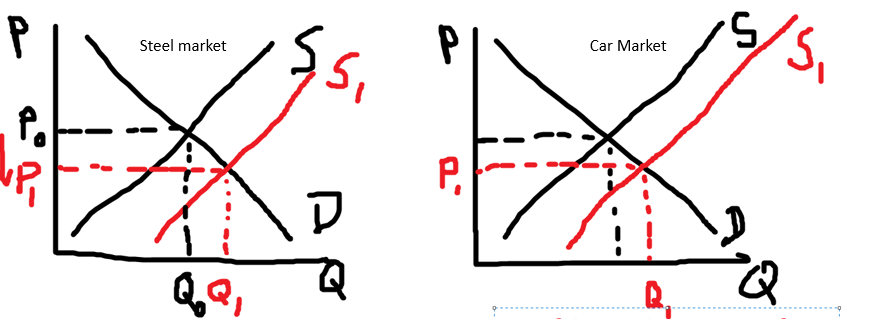 P
Steel market
S
S1
P0
P1
D
Q0
Q1
Q
P
Car Market
S
S1
P1
D
Q1
Q